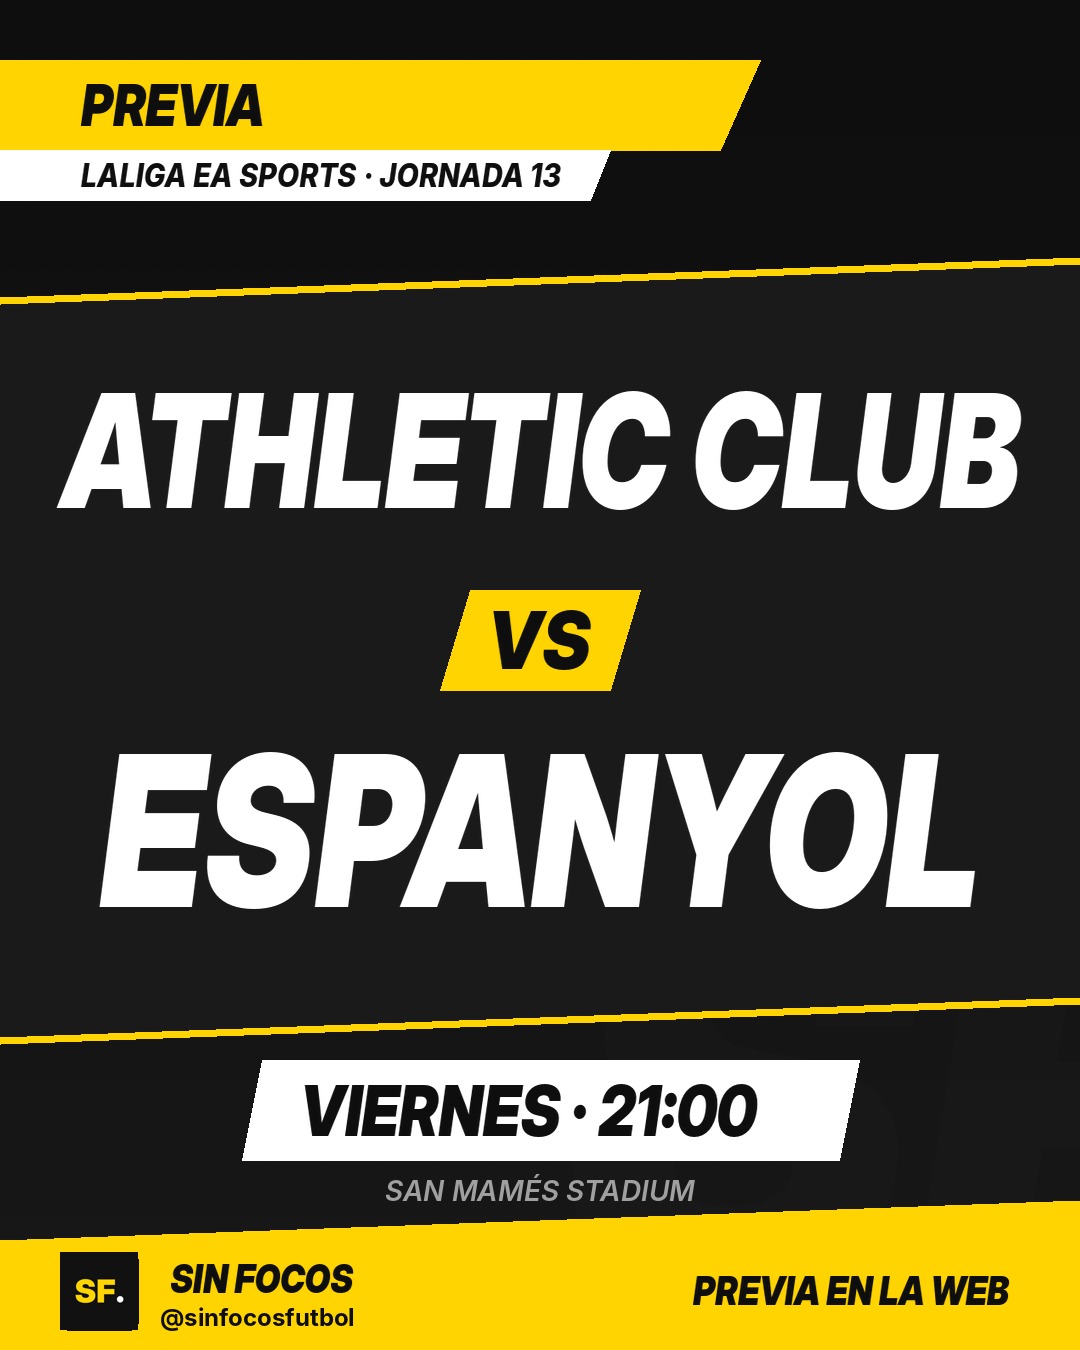 PREVIA
LALIGA EA SPORTS · JORNADA 13
ATHLETIC CLUB
VS
ESPANYOL
VIERNES · 21:00
SAN MAMÉS STADIUM
SF.
SIN FOCOS
@sinfocosfutbol
PREVIA EN LA WEB